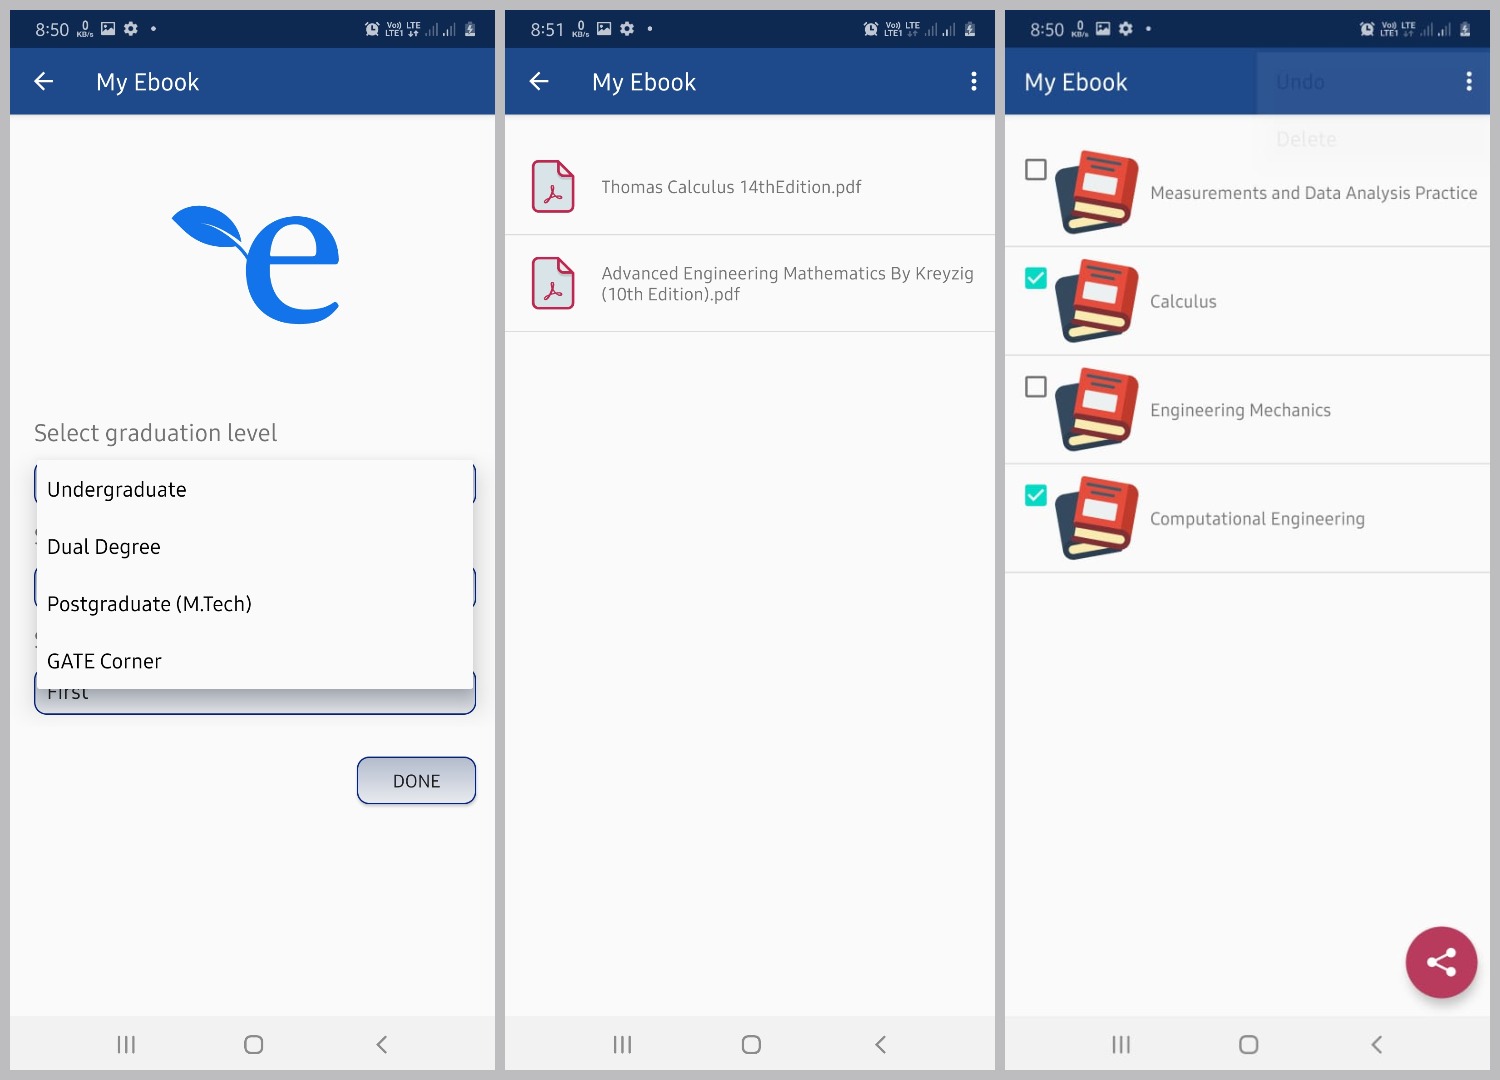 8:50 0 KB/s Vo)) LTE LTE1
My Ebook
e
Select graduation level
Undergraduate
Dual Degree
Postgraduate (M.Tech)
GATE Corner
First
DONE
8:51 0 KB/s Vo)) LTE LTE1
My Ebook
Thomas Calculus 14thEdition.pdf
Advanced Engineering Mathematics By Kreyzig
(10th Edition).pdf
8:50 0 KB/s Vo)) LTE LTE1
My Ebook
Undo
Delete
Measurements and Data Analysis Practice
Calculus
Engineering Mechanics
Computational Engineering